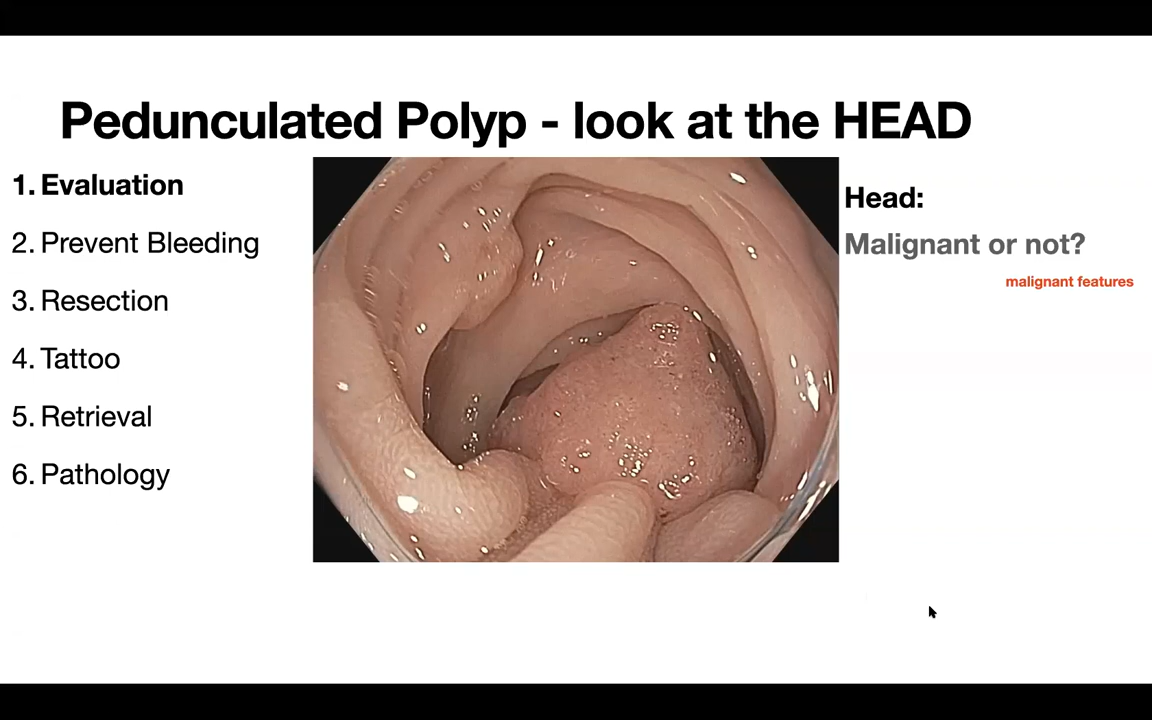 Pedunculated Polyp - look at the HEAD
1. Evaluation
2. Prevent Bleeding
3. Resection
4. Tattoo
5. Retrieval
6. Pathology
Head:
Malignant or not?
malignant features